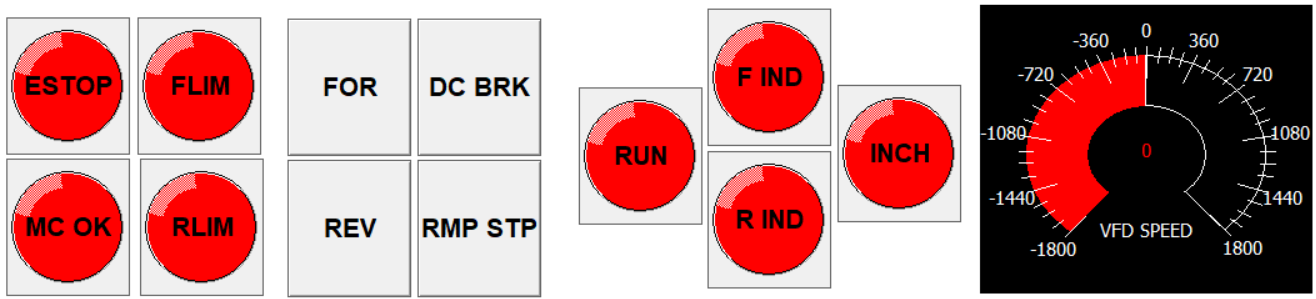 ESTOP
FLIM
MC OK
RLIM
FOR
DC BRK
REV
RMP STP
RUN
F IND
R IND
INCH
-1800
-1440
-1080
-720
-360
0
360
720
1080
1440
1800
0
VFD SPEED